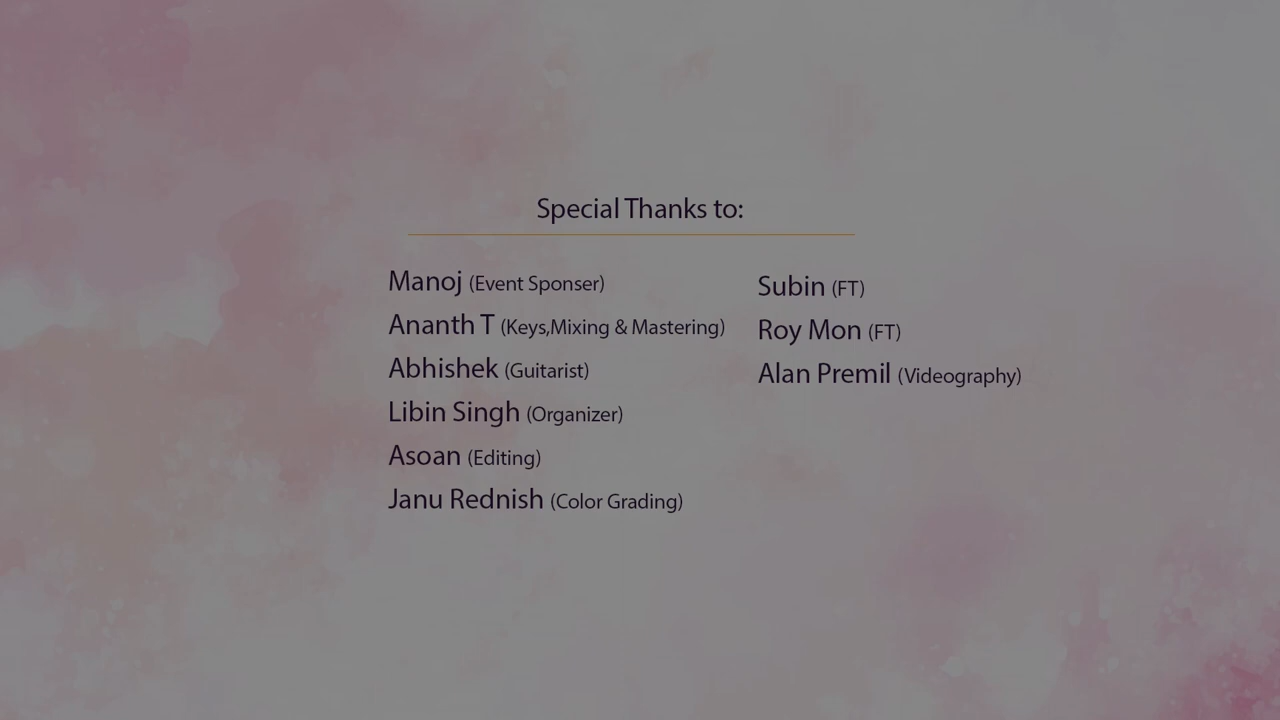 Special Thanks to:
Manoj (Event Sponser)
Ananth T (Keys,Mixing & Mastering)
Abhishek (Guitarist)
Libin Singh (Organizer)
Asoan (Editing)
Janu Rednish (Color Grading)
Subin (FT)
Roy Mon (FT)
Alan Premil (Videography)